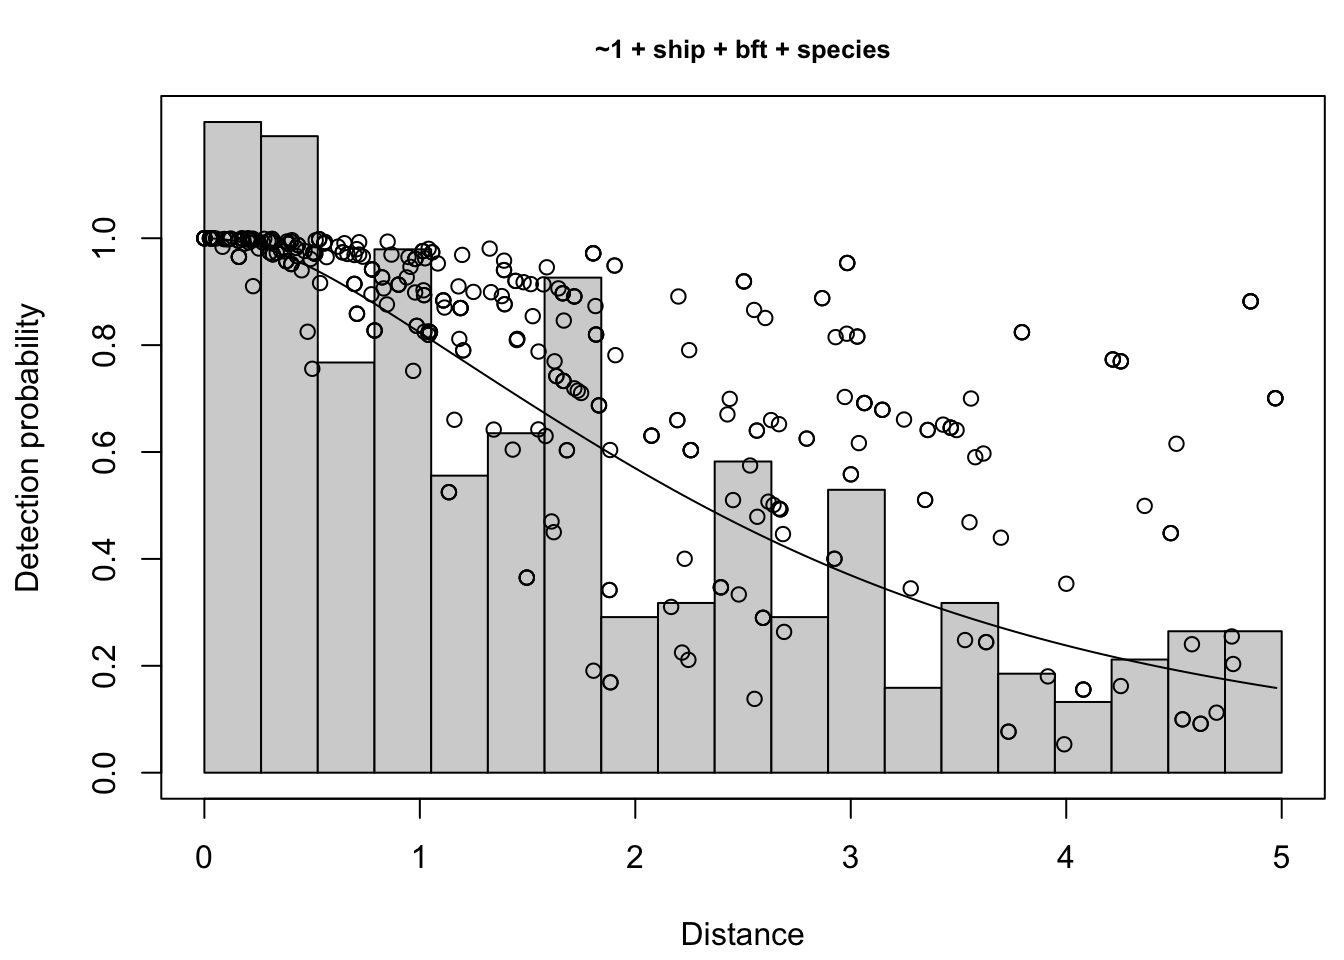 ~1 + ship + bft + species
Detection probability
1.0
0.8
0.6
0.4
0.2
0.0
0 1 2 3 4 5
Distance